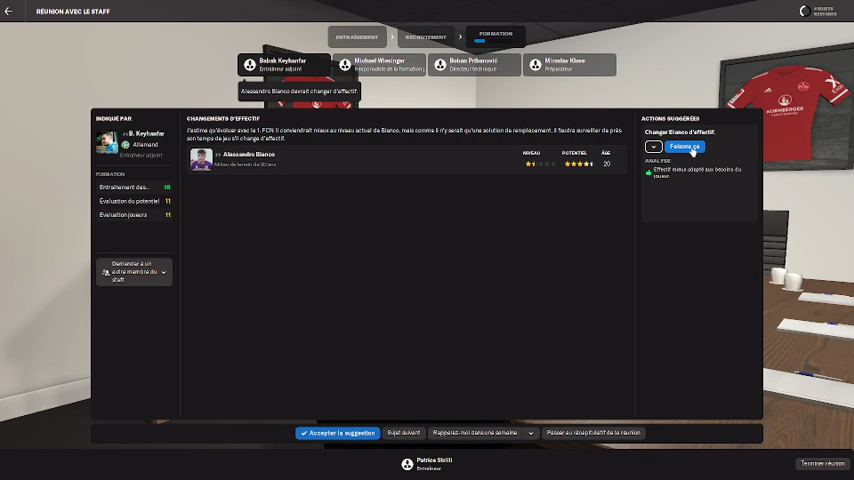 RÉUNION AVEC LE STAFF
SUJETS
RESTANTS
ENTRAÎNEMENT
RECRUTEMENT
FORMATION
Babak Keyhanfar
Entraîneur adjoint
Michael Wiesinger
Responsable de la formation j
Boban Pribanović
Directeur technique
Miroslav Klose
Préparateur
Alessandro Bianco devrait changer d'effectif.
INDIQUÉ PAR
B. Keyhanfar
Allemand
Entraîneur adjoint
FORMATION
Entraînement des...
Évaluation du potentiel 11
Évaluation joueurs 11
Demander à un
autre membre du
staff
CHANGEMENTS D'EFFECTIF
J'estime qu'évoluer avec le 1. FCN II conviendrait mieux au niveau actuel de Bianco, mais comme il n'y serait qu'une solution de remplacement, il faudra surveiller de près
son temps de jeu s'il change d'effectif.
Alessandro Bianco
Milieu de terrain de 20 ans
NIVEAU
POTENTIEL
ÂGE
20
ACTIONS SUGGÉRÉES
Changer Bianco d'effectif.
Faisons ça
ANALYSE
Effectif mieux adapté aux besoins du
joueur.
NÜRNBERGER
VERSICHERUNG
Accepter la suggestion
Sujet suivant
Rappelez-moi dans une semaine
Passer au récapitulatif de la réunion
Patrice
Entraîneur
Terminer réunion